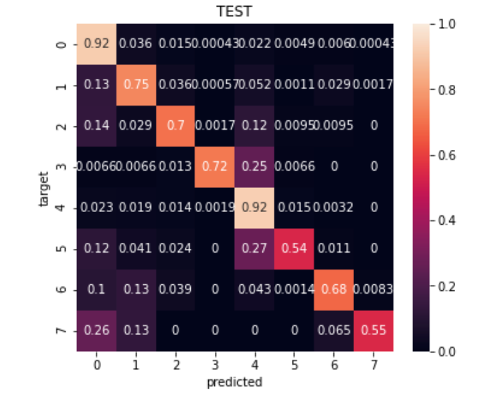 TEST
0 0.92 0.036 0.015 0.00043 0.022 0.0049 0.006 0.00043
1 0.13 0.75 0.036 0.00057 0.052 0.0011 0.029 0.0017
2 0.14 0.029 0.7 0.0017 0.12 0.0095 0.0095 0
3 0.0066 0.0066 0.013 0.72 0.25 0.0066 0 0
4 0.023 0.019 0.014 0.0019 0.92 0.015 0.0032 0
5 0.12 0.041 0.024 0 0.27 0.54 0.011 0
6 0.1 0.13 0.039 0 0.043 0.0014 0.68 0.0083
7 0.26 0.13 0 0 0 0 0.065 0.55
0 1 2 3 4 5 6 7
predicted
target
1.0
0.8
0.6
0.4
0.2
0.0